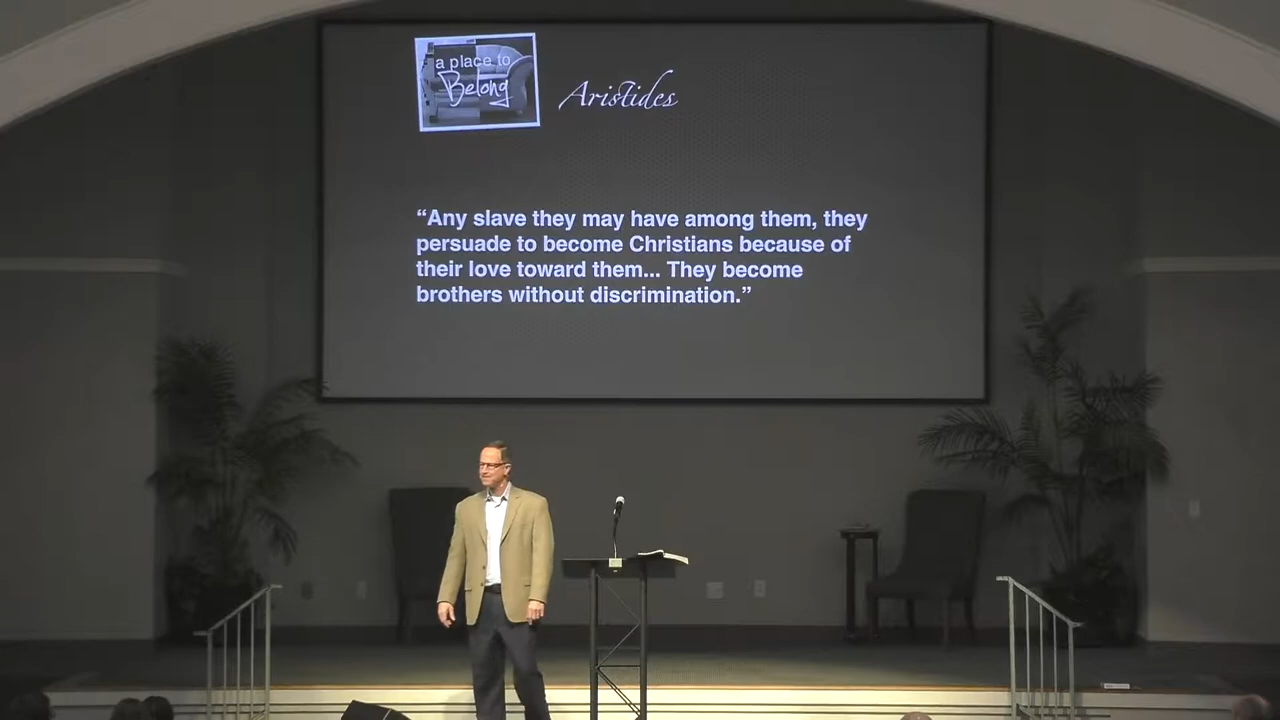 a place to
Belong
Aristides
“Any slave they may have among them, they
persuade to become Christians because of
their love toward them... They become
brothers without discrimination.”